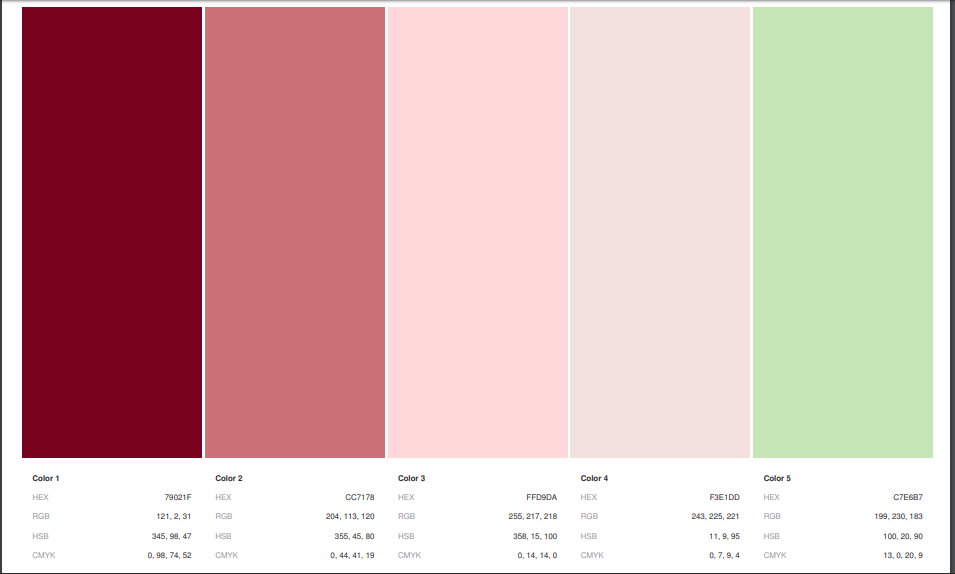 Color 1
HEX 79021F
RGB 121, 2, 31
HSB 345, 98, 47
CMYK 0, 98, 74, 52
Color 2
HEX CC7178
RGB 204, 113, 120
HSB 355, 45, 80
CMYK 0, 44, 41, 19
Color 3
HEX FFD9DA
RGB 255, 217, 218
HSB 358, 15, 100
CMYK 0, 14, 14, 0
Color 4
HEX F3E1DD
RGB 243, 225, 221
HSB 11, 9, 95
CMYK 0, 7, 9, 4
Color 5
HEX C7E6B7
RGB 199, 230, 183
HSB 100, 20, 90
CMYK 13, 0, 20, 9